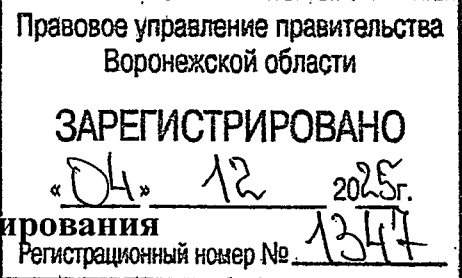 Правовое управление правительства
Воронежской области
ЗАРЕГИСТРИРОВАНО
«04» 12 2025г.
ирования
Регистрационный номер № 1347